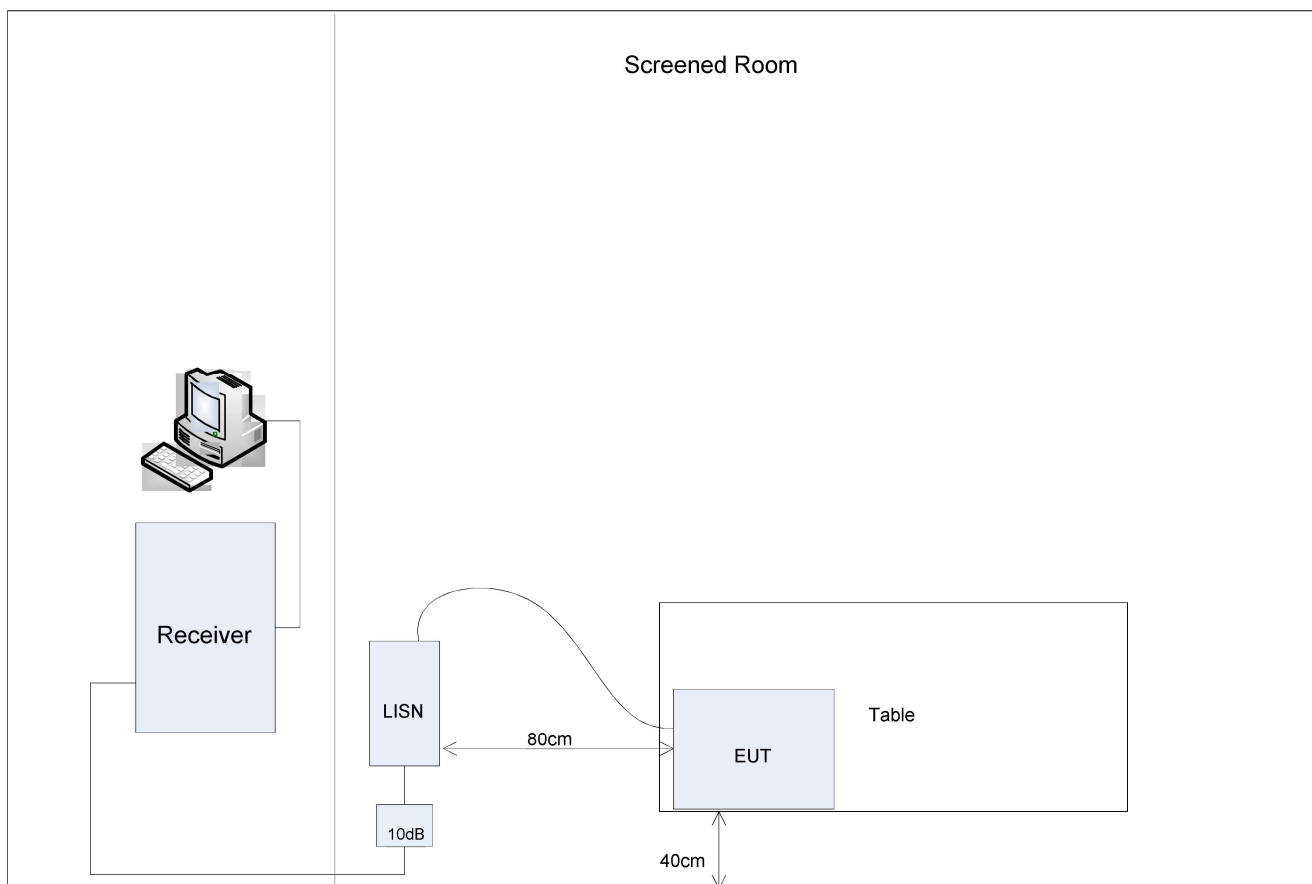 Screened Room
Receiver
LISN
80cm
Table
EUT
10dB
40cm